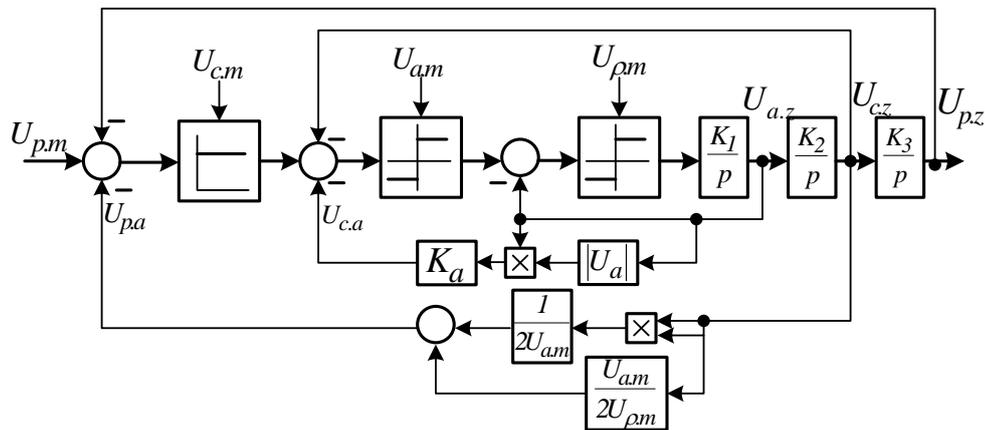 U_{c.m}
U_{a.m}
U_{ρ.m}
U_{a.z}
U_{c.z}
U_{p.z}
U_{p.m}
−
−
−
−
−
K_1
p
K_2
p
K_3
p
U_{p.a}
U_{c.a}
K_a
×
|U_a|
1
2U_{a.m}
×
U_{a.m}
2U_{ρ.m}